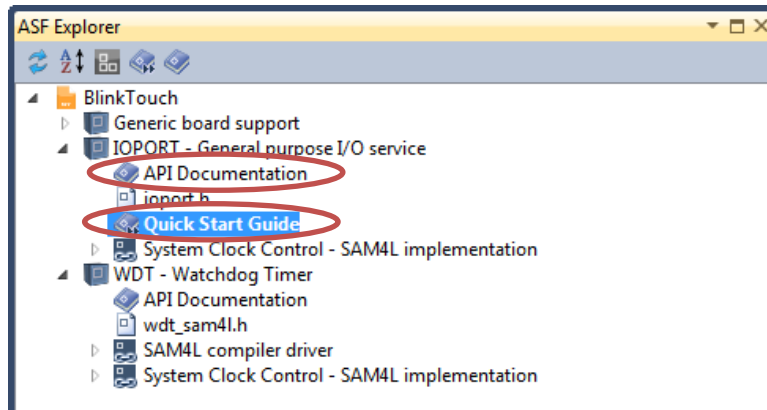 ASF Explorer
BlinkTouch
Generic board support
IOPORT - General purpose I/O service
API Documentation
ioport.h
Quick Start Guide
System Clock Control - SAM4L implementation
WDT - Watchdog Timer
API Documentation
wdt_sam4l.h
SAM4L compiler driver
System Clock Control - SAM4L implementation